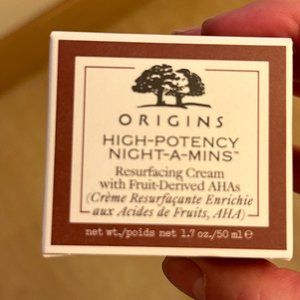 ORIGINS
HIGH-POTENCY
NIGHT-A-MINS™
Resurfacing Cream
with Fruit-Derived AHAs
(Crème Resurfaçante Enrichie
aux Acides de Fruits, AHA)
net wt./poids net 1.7 oz./50 ml ℮